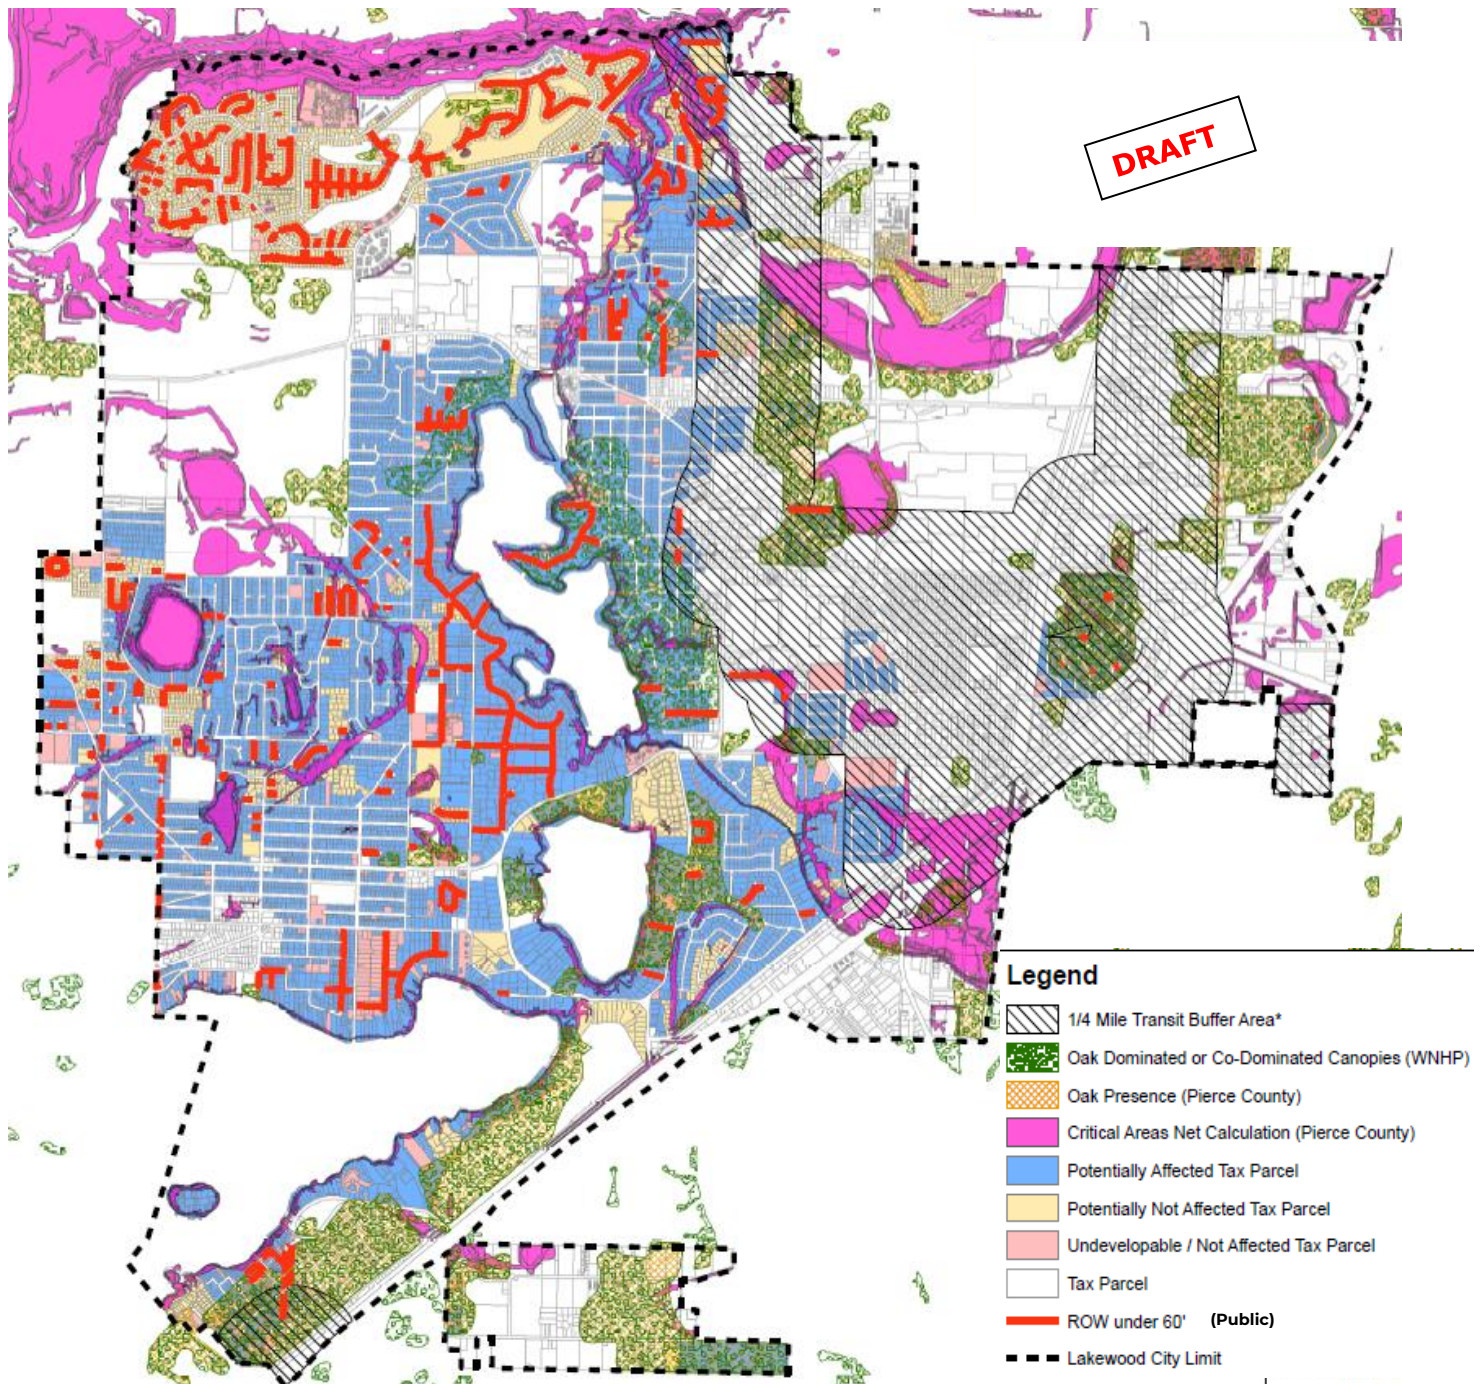 DRAFT
Legend
1/4 Mile Transit Buffer Area*
Oak Dominated or Co-Dominated Canopies (WNHP)
Oak Presence (Pierce County)
Critical Areas Net Calculation (Pierce County)
Potentially Affected Tax Parcel
Potentially Not Affected Tax Parcel
Undevelopable / Not Affected Tax Parcel
Tax Parcel
ROW under 60' (Public)
Lakewood City Limit